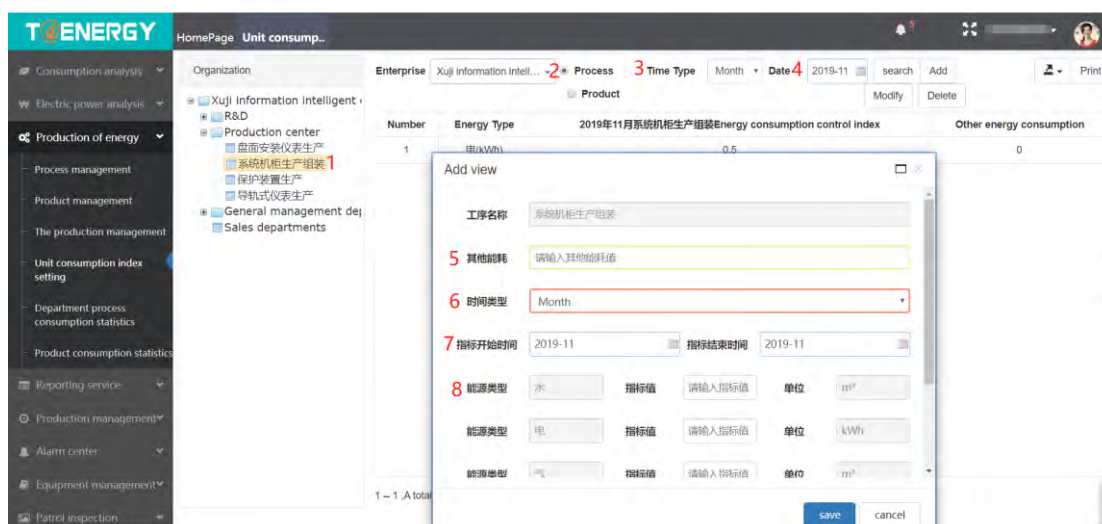 T@ENERGY
HomePage Unit consump..
5
Consumption analysis
Electric power analysis
Production of energy
Process management
Product management
The production management
Unit consumption index
setting
Department process
consumption statistics
Product consumption statistics
Reporting service
Production management
Alarm center
Equipment management
Patrol inspection
Organization
Xuji information intelligent
R&D
Production center
盘面安装仪表生产
系统机柜生产组装 1
保护装置生产
导轨式仪表生产
General management de
Sales departments
Enterprise Xuji information intell... 2 Process 3 Time Type Month Date 4 2019-11 search Add Print
Product Modify Delete
Number Energy Type 2019年11月系统机柜生产组装Energy consumption control index Other energy consumption
1 电(kWh) 0.5 0
Add view
工序名称 系统机柜生产组装
5 其他能耗 请输入其他能耗值
6 时间类型 Month
7 指标开始时间 2019-11 指标结束时间 2019-11
8 能源类型 水 指标值 请输入指标值 单位 m³
能源类型 电 指标值 请输入指标值 单位 kWh
能源类型 气 指标值 请输入指标值 单位 m³
save cancel
1 -- 1 ,A total